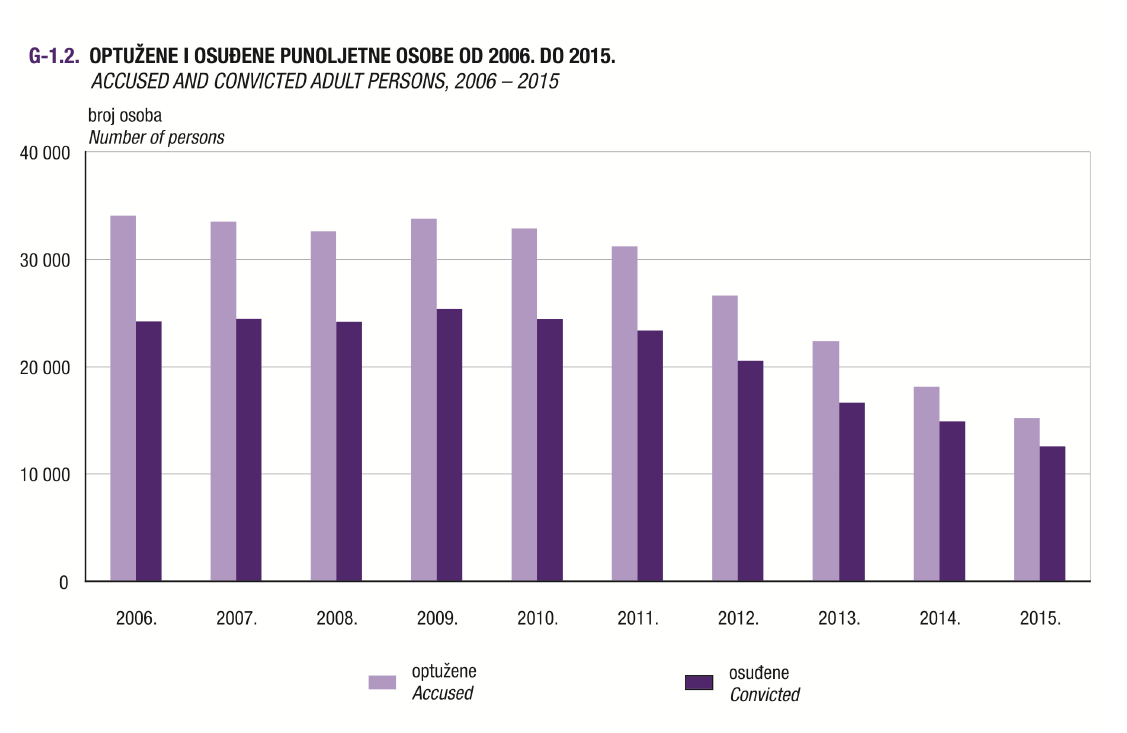 G-1.2. OPTUŽENE I OSUĐENE PUNOLJETNE OSOBE OD 2006. DO 2015.
ACCUSED AND CONVICTED ADULT PERSONS, 2006 – 2015
broj osoba
Number of persons
40 000
30 000
20 000
10 000
0
2006. 2007. 2008. 2009. 2010. 2011. 2012. 2013. 2014. 2015.
optužene
Accused
osuđene
Convicted